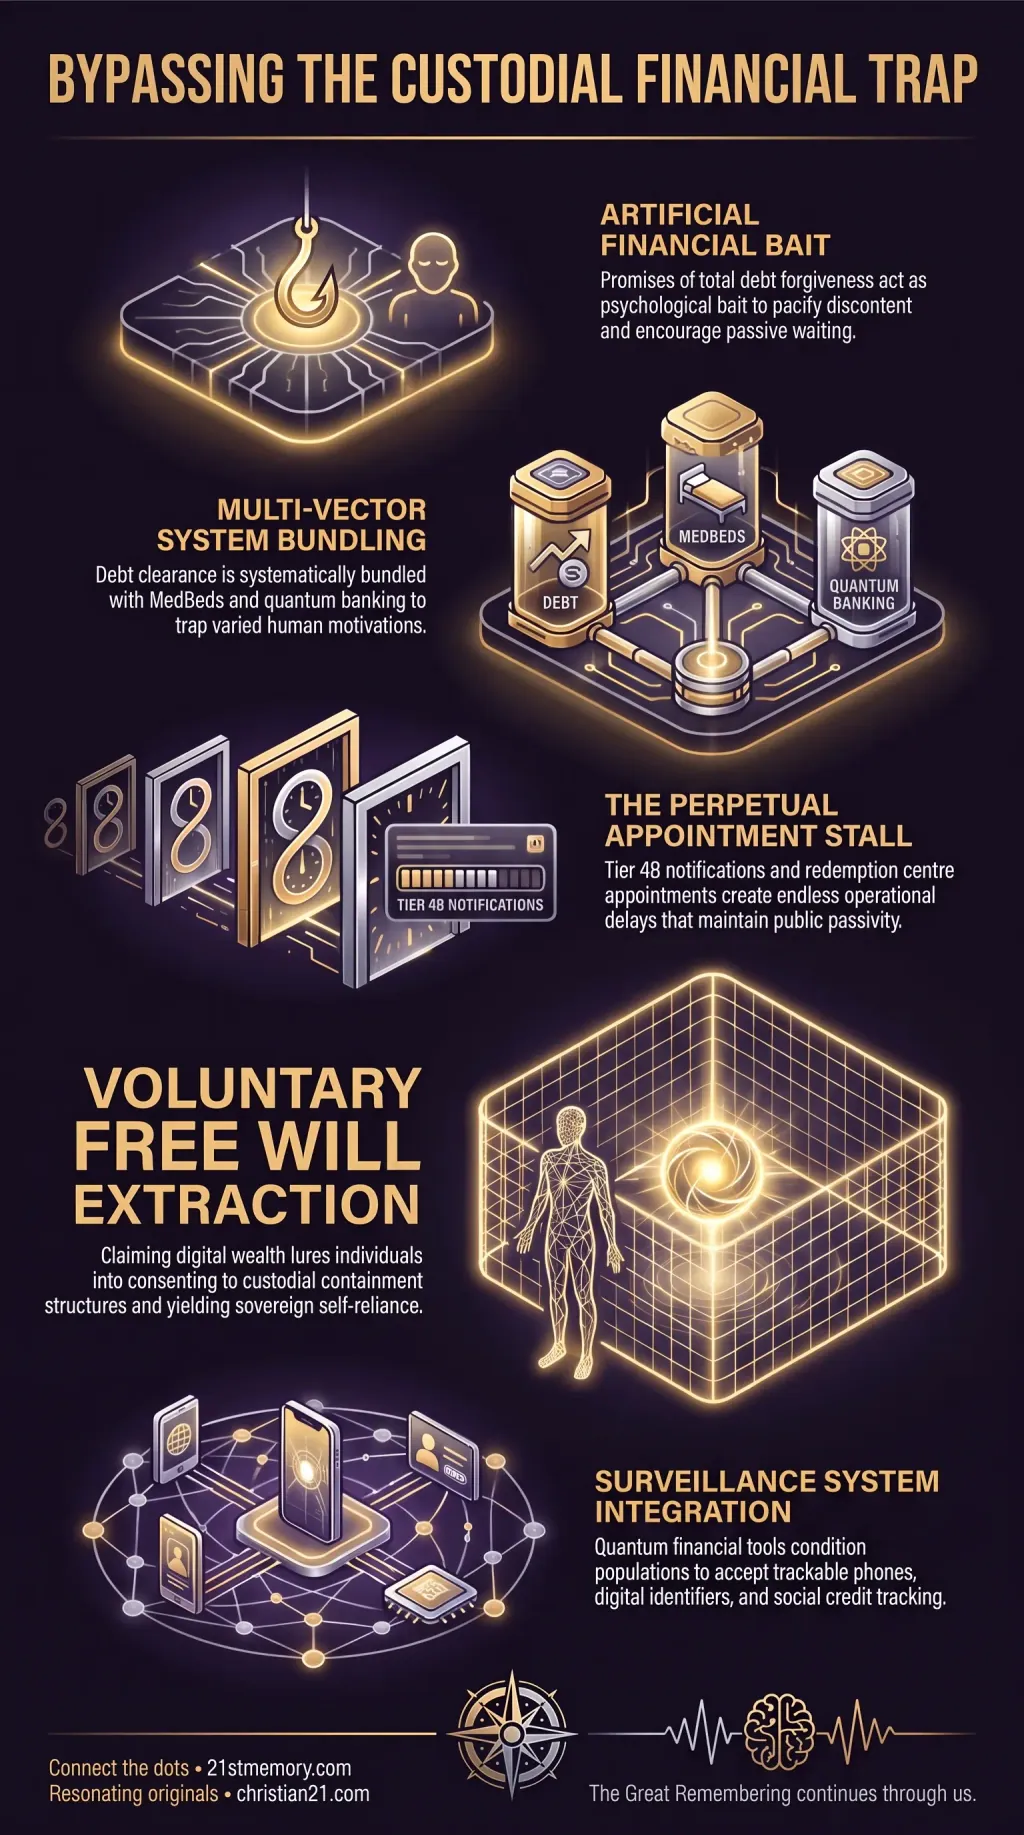 BYPASSING THE CUSTODIAL FINANCIAL TRAP
ARTIFICIAL
FINANCIAL BAIT
Promises of total debt forgiveness act as
psychological bait to pacify discontent
and encourage passive waiting.
MULTI-VECTOR
SYSTEM BUNDLING
Debt clearance is systematically bundled
with MedBeds and quantum banking to
trap varied human motivations.
DEBT
MEDBEDS
QUANTUM
BANKING
TIER 48 NOTIFICATIONS
THE PERPETUAL
APPOINTMENT STALL
Tier 48 notifications and redemption centre
appointments create endless operational
delays that maintain public passivity.
VOLUNTARY
FREE WILL
EXTRACTION
Claiming digital wealth lures individuals
into consenting to custodial containment
structures and yielding sovereign self-reliance.
SURVEILLANCE SYSTEM
INTEGRATION
Quantum financial tools condition
populations to accept trackable phones,
digital identifiers, and social credit tracking.
Connect the dots • 21stmemory.com
Resonating originals • christian21.com
The Great Remembering continues through us.